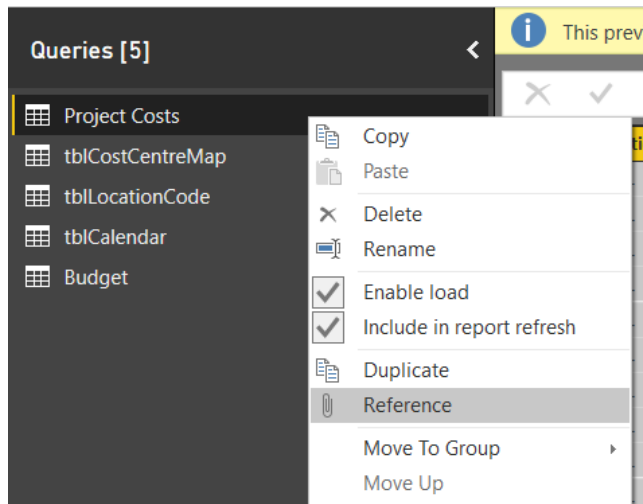 Queries [5]
This prev
Project Costs
tblCostCentreMap
tblLocationCode
tblCalendar
Budget
Copy
Paste
Delete
Rename
Enable load
Include in report refresh
Duplicate
Reference
Move To Group
Move Up
ti